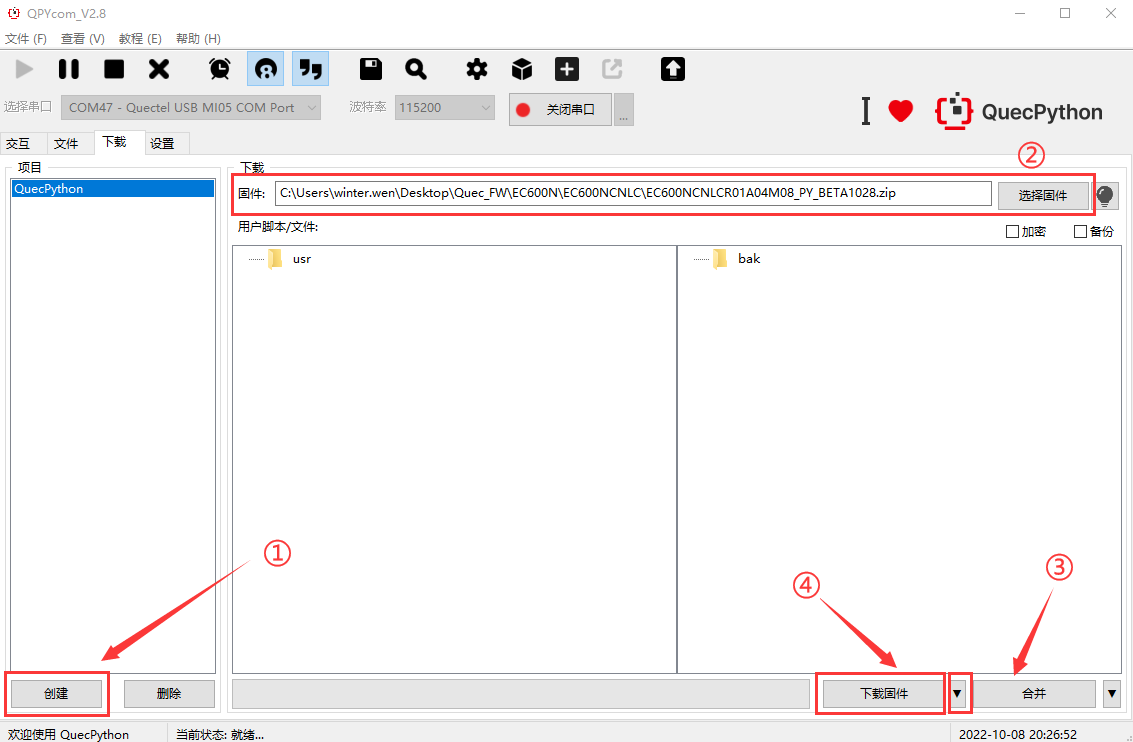 QPYcom_V2.8
文件 (F) 查看 (V) 教程 (E) 帮助 (H)
选择串口 COM47 - Quectel USB MI05 COM Port 波特率 115200 关闭串口 ... I QuecPython
交互 文件 下载 设置
②
项目 下载
QuecPython
固件: C:\Users\winter.wen\Desktop\Quec_FW\EC600N\EC600NCNLC\EC600NCNLCR01A04M08_PY_BETA1028.zip 选择固件
用户脚本/文件: 加密 备份
usr bak
①
③
④
创建 删除 下载固件 ▼ 合并 ▼
欢迎使用 QuecPython 当前状态: 就绪... 2022-10-08 20:26:52